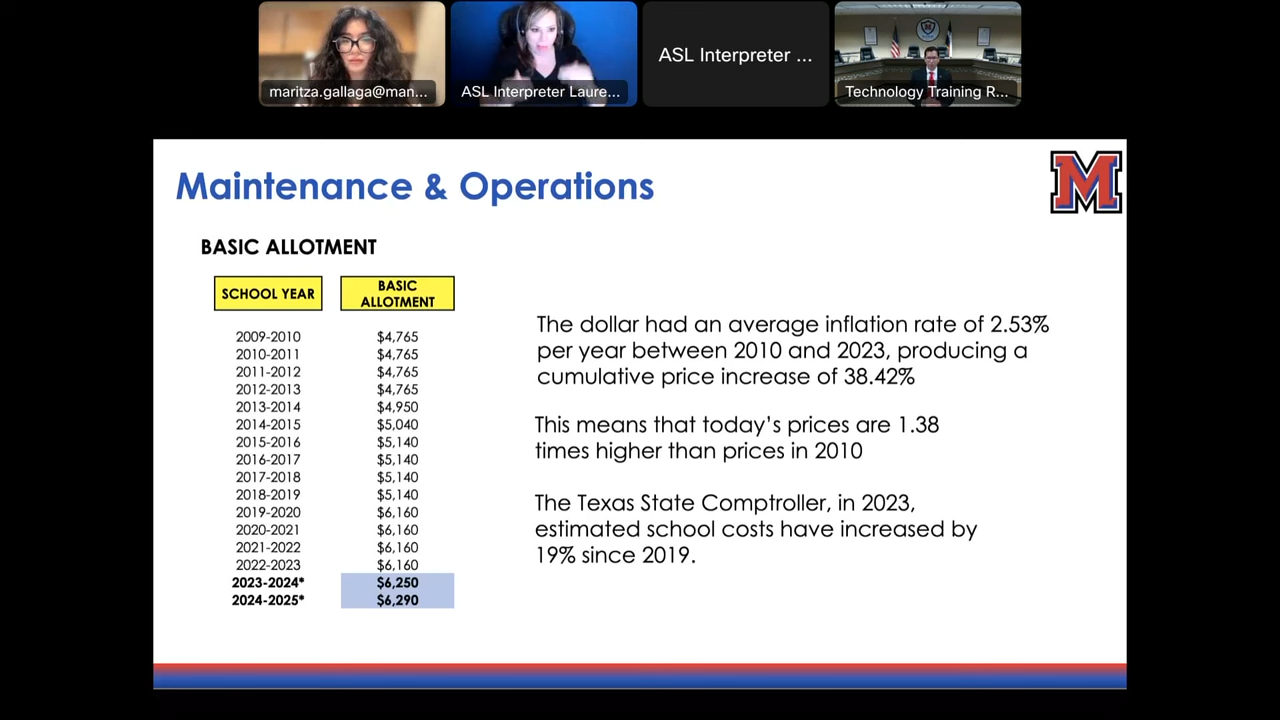 maritza.gallaga@man...
ASL Interpreter Laure...
ASL Interpreter ...
Technology Training R...
Maintenance & Operations
M
BASIC ALLOTMENT
SCHOOL YEAR
BASIC
ALLOTMENT
2009-2010 $4,765
2010-2011 $4,765
2011-2012 $4,765
2012-2013 $4,765
2013-2014 $4,950
2014-2015 $5,040
2015-2016 $5,140
2016-2017 $5,140
2017-2018 $5,140
2018-2019 $5,140
2019-2020 $6,160
2020-2021 $6,160
2021-2022 $6,160
2022-2023 $6,160
2023-2024* $6,250
2024-2025* $6,290
The dollar had an average inflation rate of 2.53%
per year between 2010 and 2023, producing a
cumulative price increase of 38.42%
This means that today’s prices are 1.38
times higher than prices in 2010
The Texas State Comptroller, in 2023,
estimated school costs have increased by
19% since 2019.